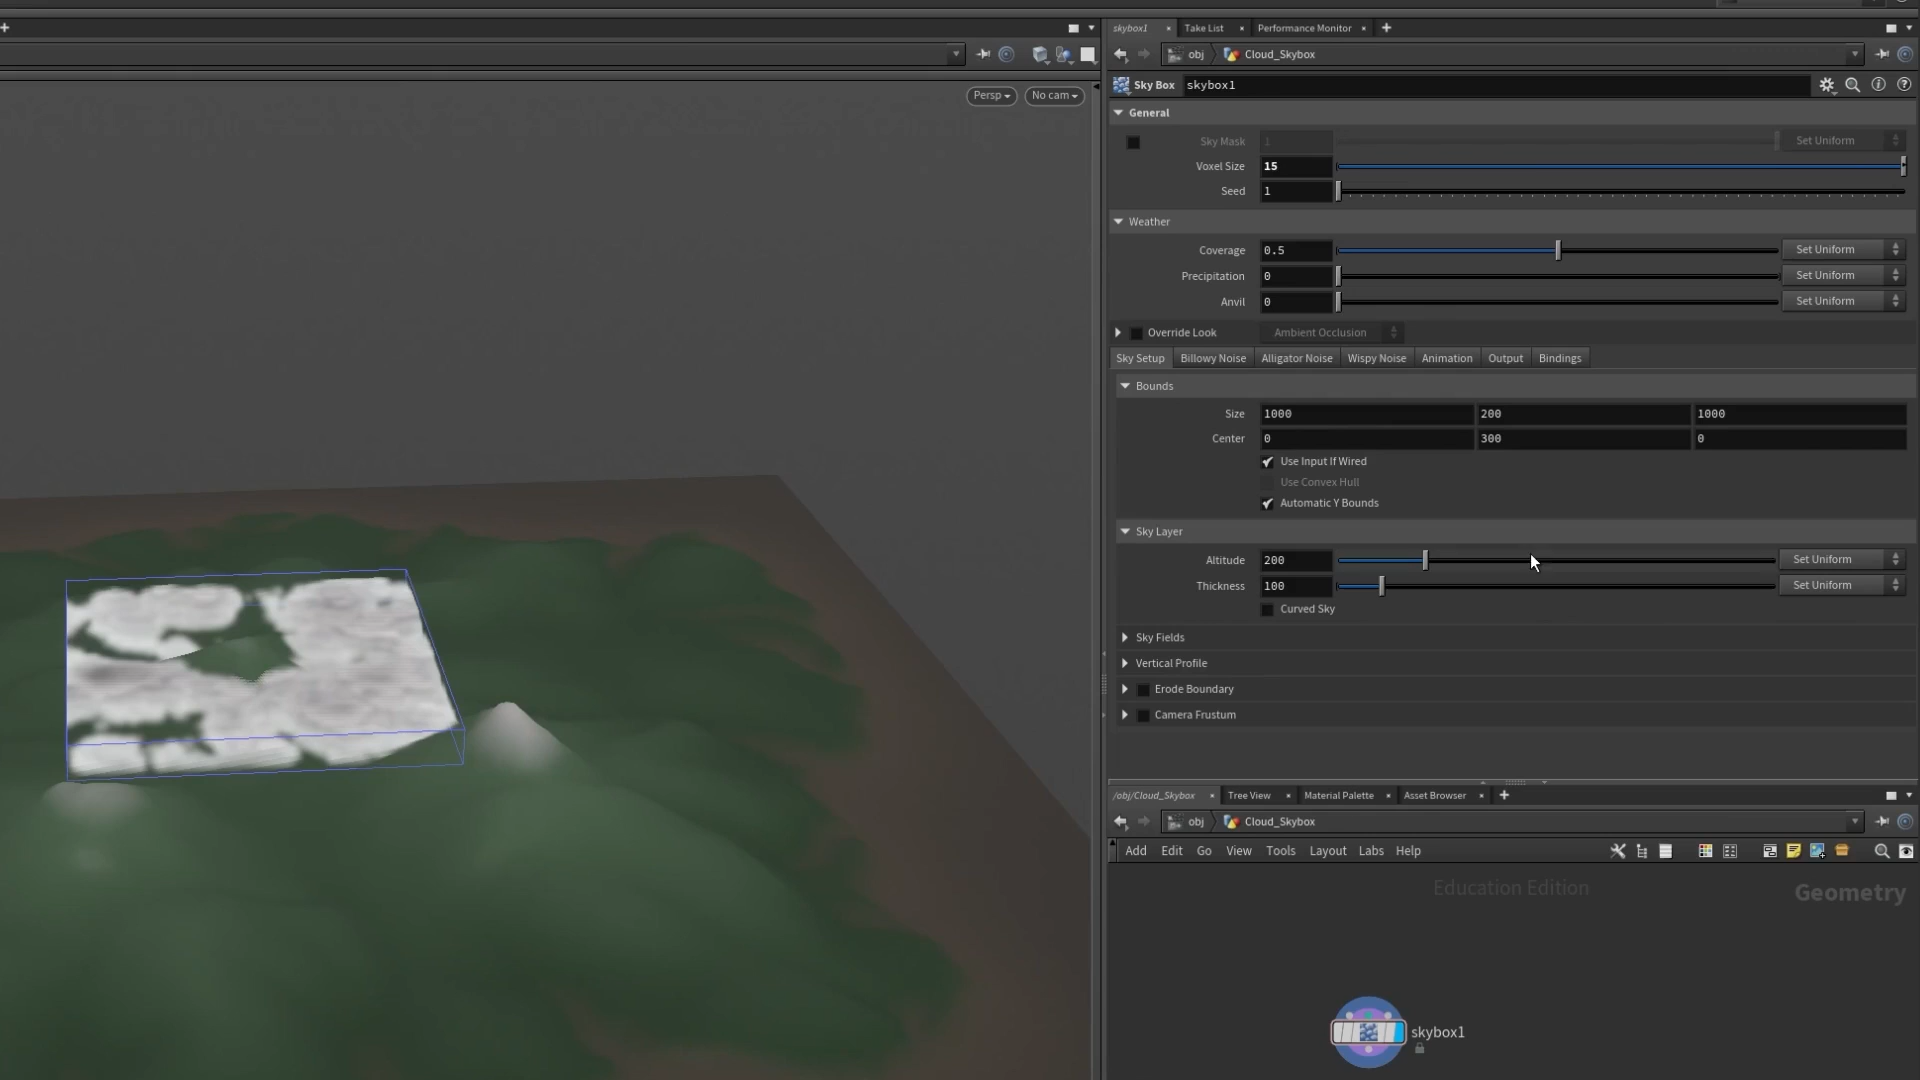 skybox1 Take List Performance Monitor
obj Cloud_Skybox
Persp No cam
Sky Box skybox1
General
Sky Mask 1 Set Uniform
Voxel Size 15
Seed 1
Weather
Coverage 0.5 Set Uniform
Precipitation 0 Set Uniform
Anvil 0 Set Uniform
Override Look Ambient Occlusion
Sky Setup Billowy Noise Alligator Noise Wispy Noise Animation Output Bindings
Bounds
Size 1000 200 1000
Center 0 300 0
Use Input If Wired
Use Convex Hull
Automatic Y Bounds
Sky Layer
Altitude 200 Set Uniform
Thickness 100 Set Uniform
Curved Sky
Sky Fields
Vertical Profile
Erode Boundary
Camera Frustum
/obj/Cloud_Skybox Tree View Material Palette Asset Browser
obj Cloud_Skybox
Add Edit Go View Tools Layout Labs Help
Education Edition Geometry
skybox1